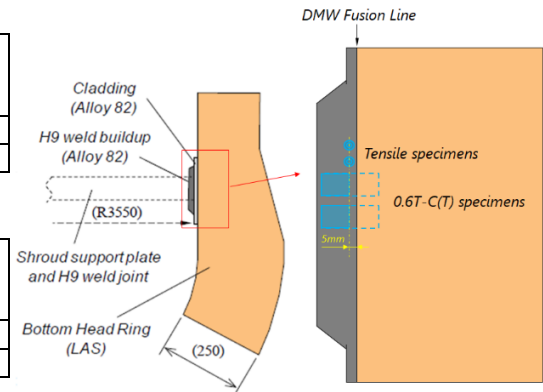 DMW Fusion Line
Cladding
(Alloy 82)
H9 weld buildup
(Alloy 82)
(R3550)
Shroud support plate
and H9 weld joint
Bottom Head Ring
(LAS)
(250)
Tensile specimens
0.6T-C(T) specimens
5mm